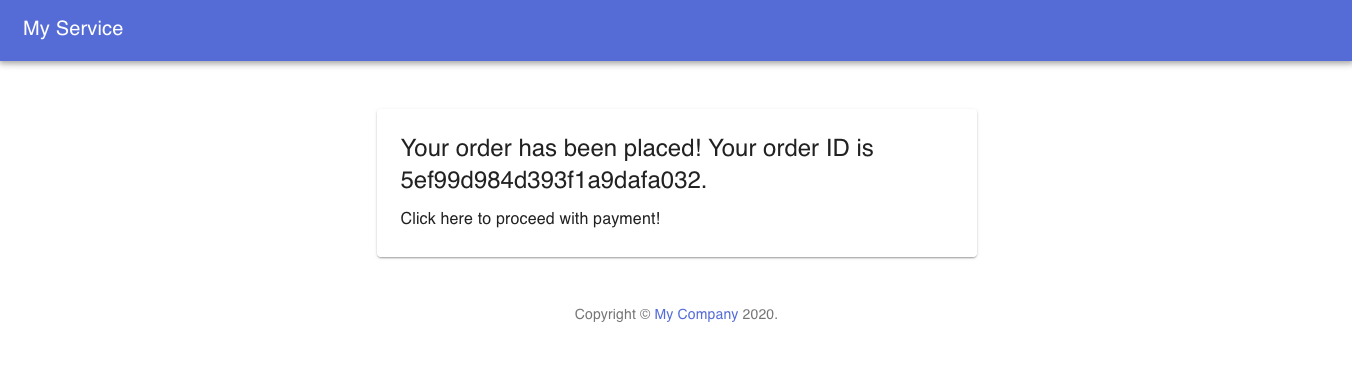 My Service
Your order has been placed! Your order ID is
5ef99d984d393f1a9dafa032.
Click here to proceed with payment!
Copyright © My Company 2020.